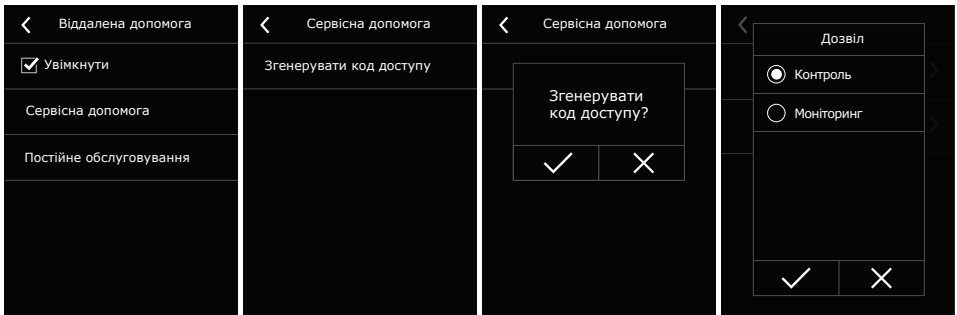 Віддалена допомога
Увімкнути
Сервісна допомога
Постійне обслуговування
Сервісна допомога
Згенерувати код доступу
Сервісна допомога
Згенерувати
код доступу?
Дозвіл
Контроль
Моніторинг